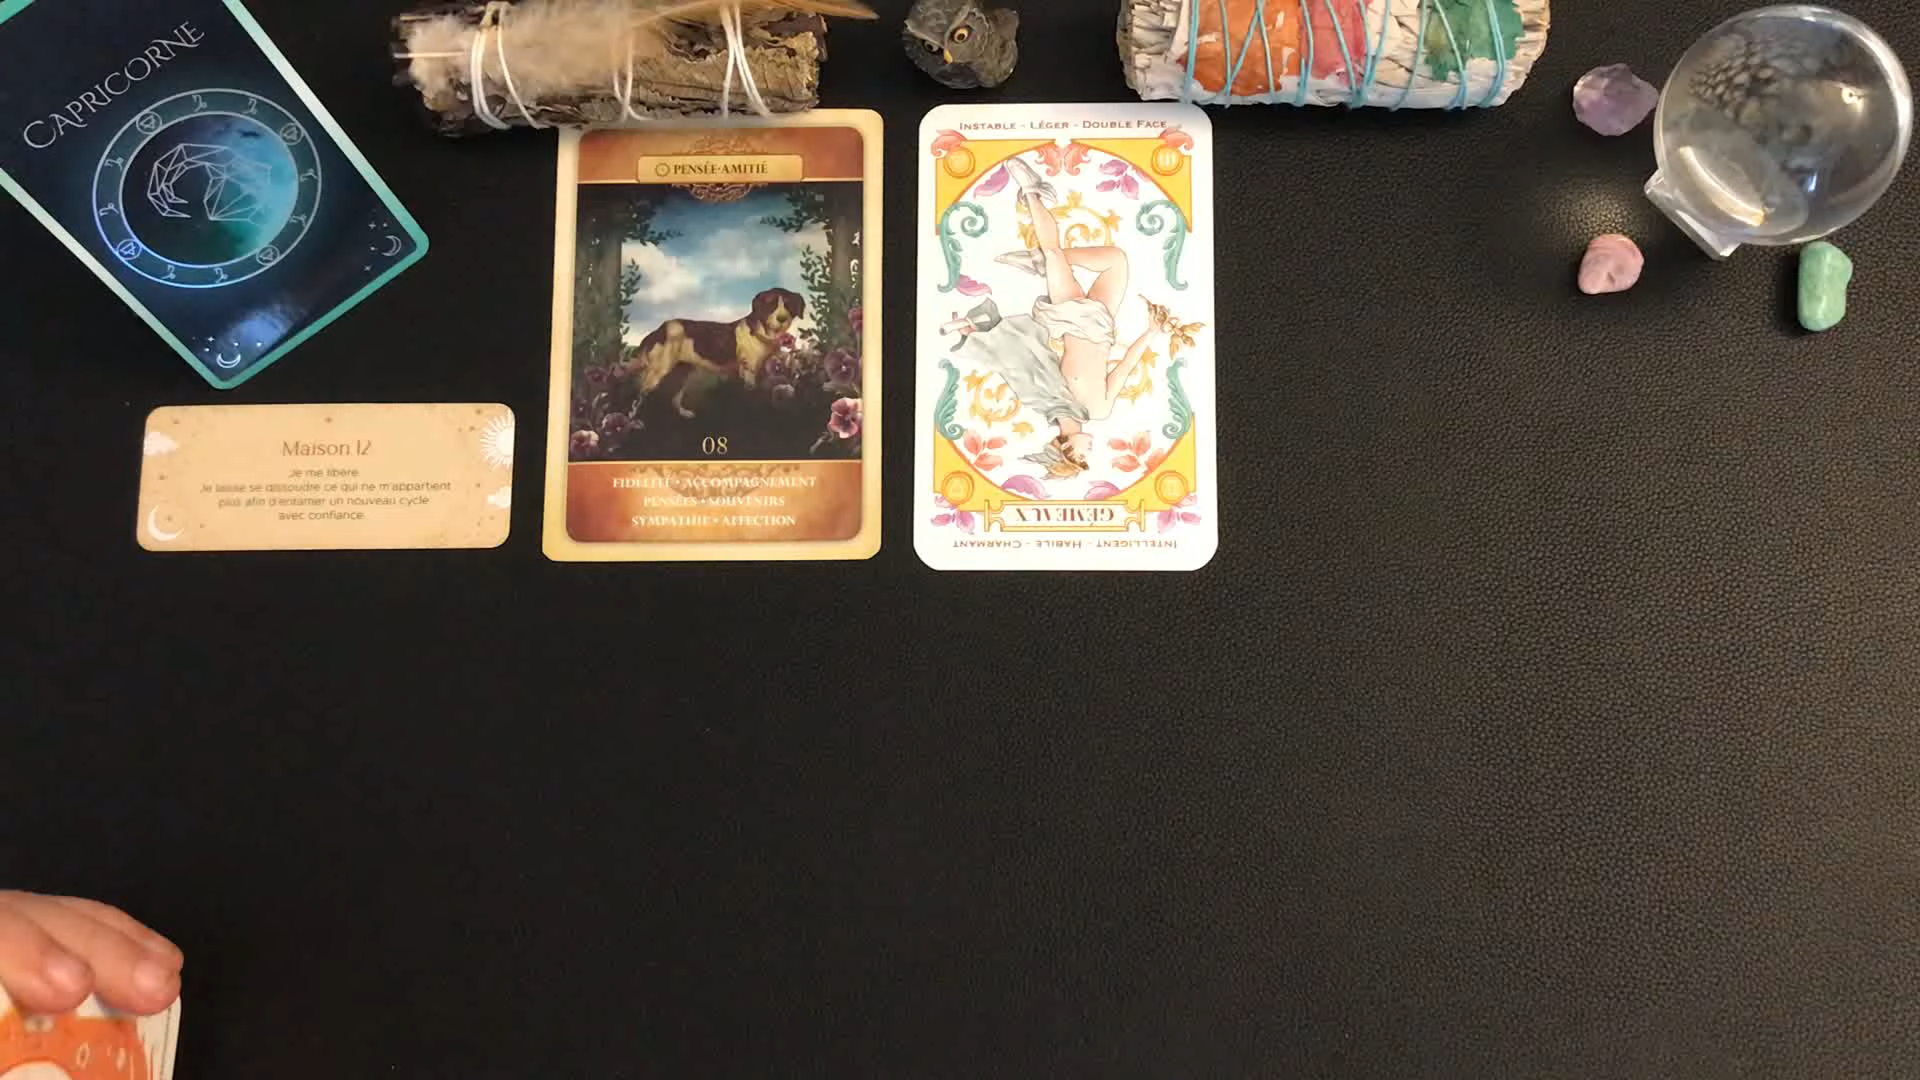 CAPRICORNE
Maison 12
Je me libère.
Je laisse se dissoudre ce qui ne m'appartient
plus afin d'entamer un nouveau cycle
avec confiance.
PENSÉE-AMITIÉ
08
FIDÉLITÉ • ACCOMPAGNEMENT
PENSÉES • SOUVENIRS
SYMPATHIE • AFFECTION
INSTABLE - LÉGER - DOUBLE FACE
III
GÉMEAUX
INTELLIGENT - HABILE - CHARMANT